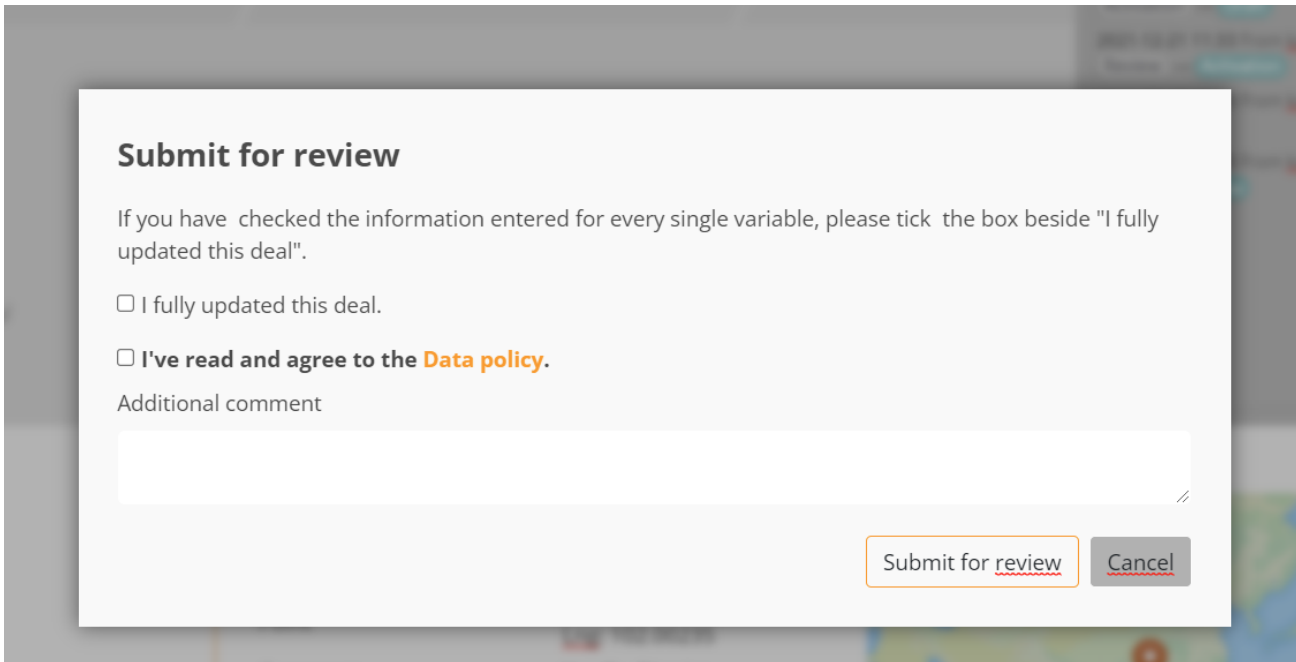 Submit for review
If you have  checked the information entered for every single variable, please tick  the box beside "I fully
updated this deal".
I fully updated this deal.
I've read and agree to the Data policy.
Additional comment
Submit for review
Cancel